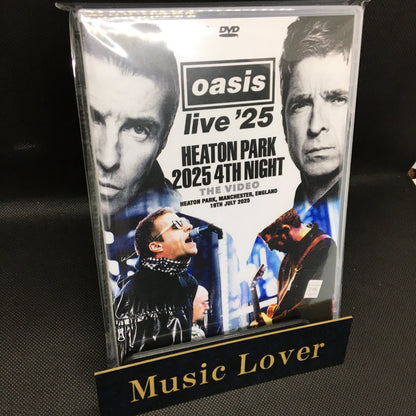 DVD
oasis
live '25
HEATON PARK
2025 4TH NIGHT
THE VIDEO
HEATON PARK, MANCHESTER, ENGLAND
19TH JULY 2025
Music Lover